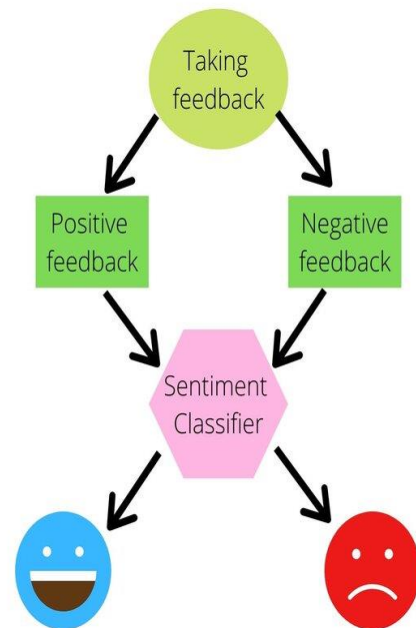 Taking
feedback
Positive
feedback
Negative
feedback
Sentiment
Classifier